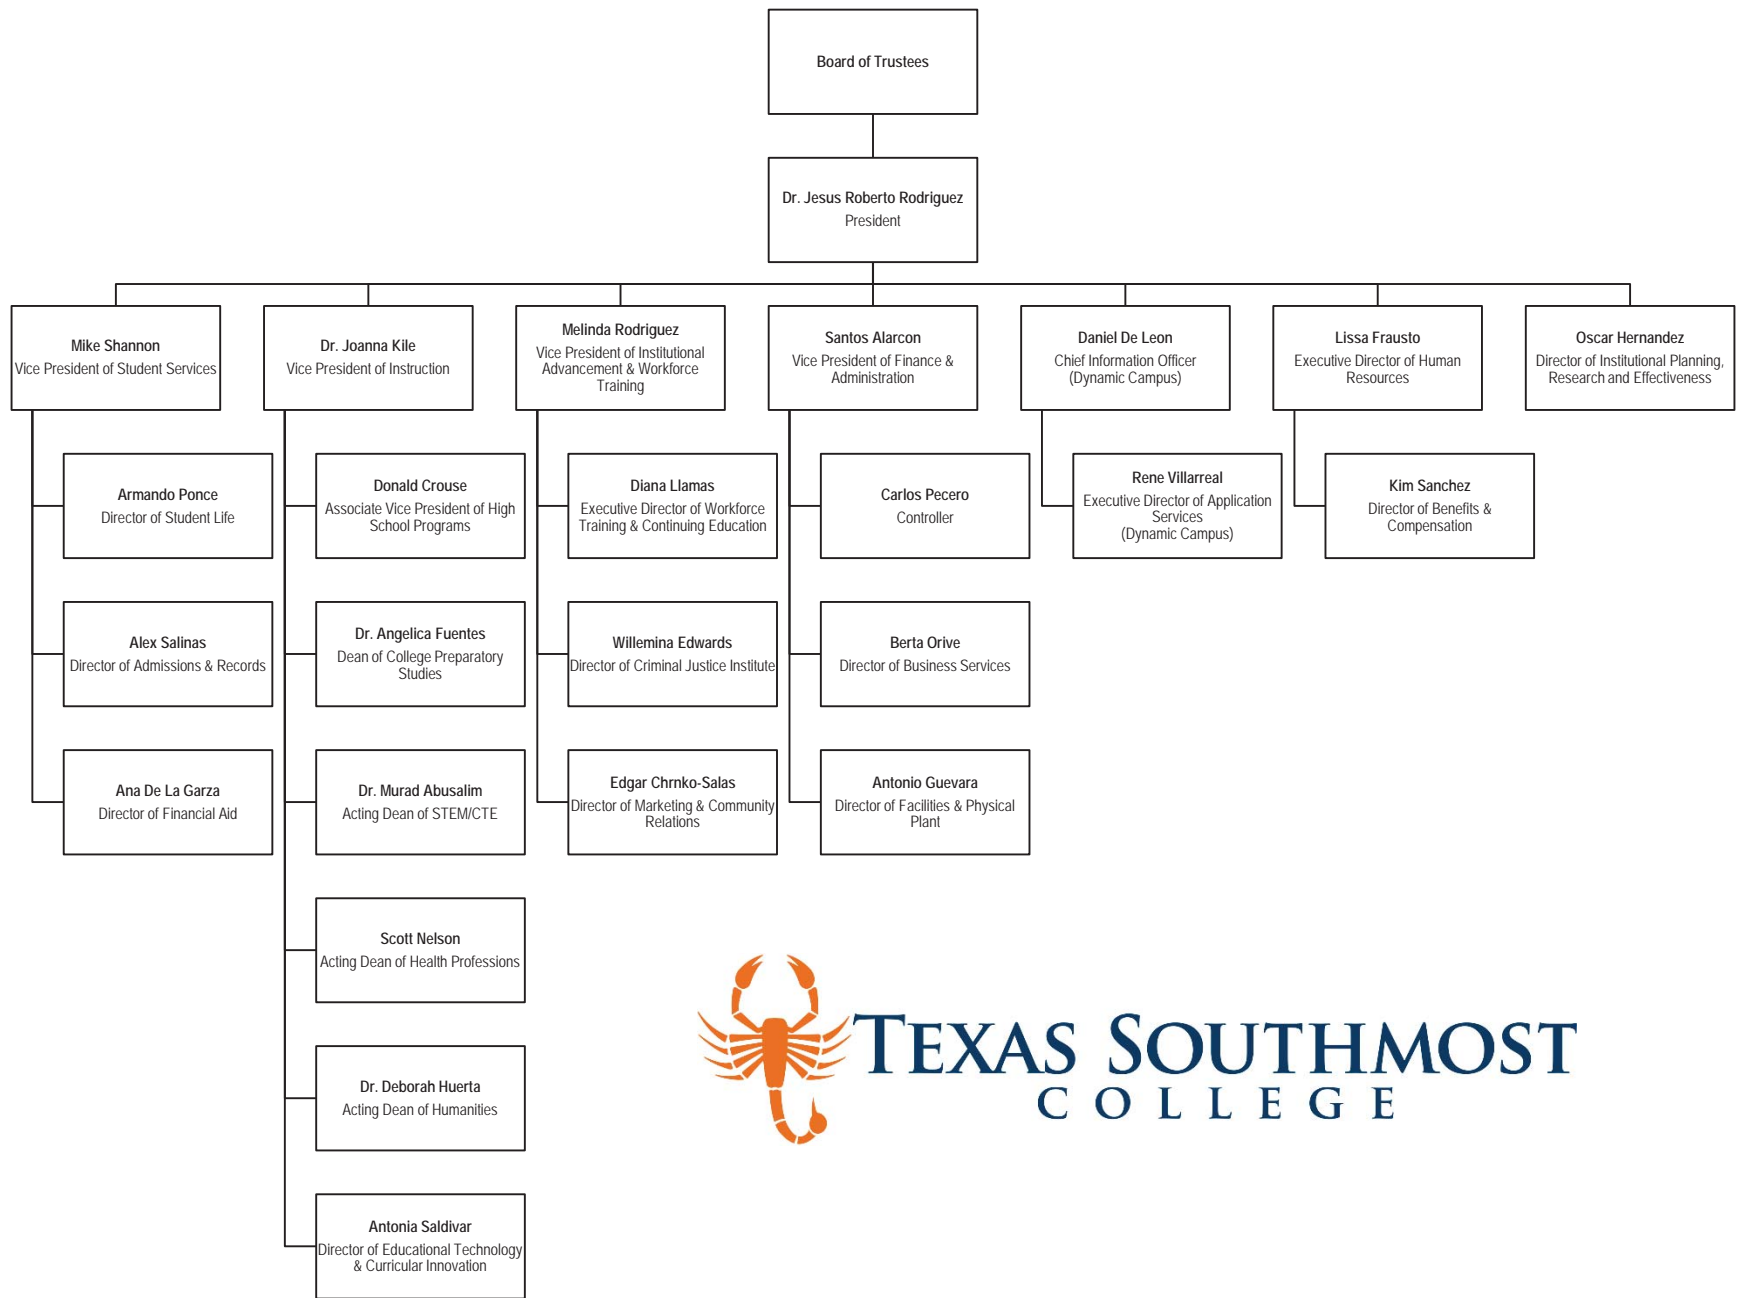 Board of Trustees
Dr. Jesus Roberto Rodriguez
President
Mike Shannon
Vice President of Student Services
Dr. Joanna Kile
Vice President of Instruction
Melinda Rodriguez
Vice President of Institutional
Advancement & Workforce
Training
Santos Alarcon
Vice President of Finance &
Administration
Daniel De Leon
Chief Information Officer
(Dynamic Campus)
Lissa Frausto
Executive Director of Human
Resources
Oscar Hernandez
Director of Institutional Planning,
Research and Effectiveness
Armando Ponce
Director of Student Life
Donald Crouse
Associate Vice President of High
School Programs
Diana Llamas
Executive Director of Workforce
Training & Continuing Education
Carlos Pecero
Controller
Rene Villarreal
Executive Director of Application
Services
(Dynamic Campus)
Kim Sanchez
Director of Benefits &
Compensation
Alex Salinas
Director of Admissions & Records
Dr. Angelica Fuentes
Dean of College Preparatory
Studies
Willemina Edwards
Director of Criminal Justice Institute
Berta Orive
Director of Business Services
Ana De La Garza
Director of Financial Aid
Dr. Murad Abusalim
Acting Dean of STEM/CTE
Edgar Chrnko-Salas
Director of Marketing & Community
Relations
Antonio Guevara
Director of Facilities & Physical
Plant
Scott Nelson
Acting Dean of Health Professions
Dr. Deborah Huerta
Acting Dean of Humanities
Antonia Saldivar
Director of Educational Technology
& Curricular Innovation
TEXAS SOUTHMOST
COLLEGE